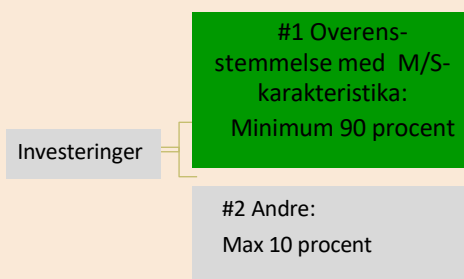 Investeringer
#1 Overens-
stemmelse med M/S-
karakteristika:
Minimum 90 procent
#2 Andre:
Max 10 procent